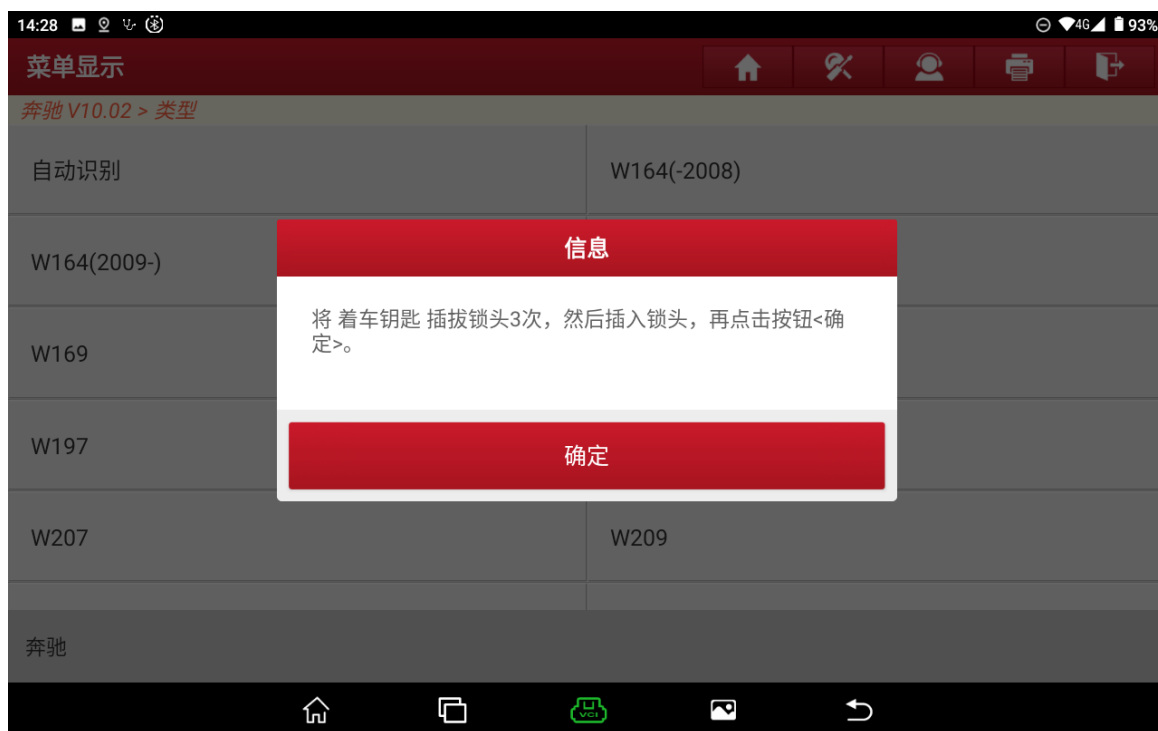 14:28 4G 93%
菜单显示
奔驰 V10.02 > 类型
自动识别 W164(-2008)
W164(2009-)
信息
将 着车钥匙 插拔锁头3次，然后插入锁头，再点击按钮<确
定>。
W169
W197
确定
W207 W209
奔驰
VCI